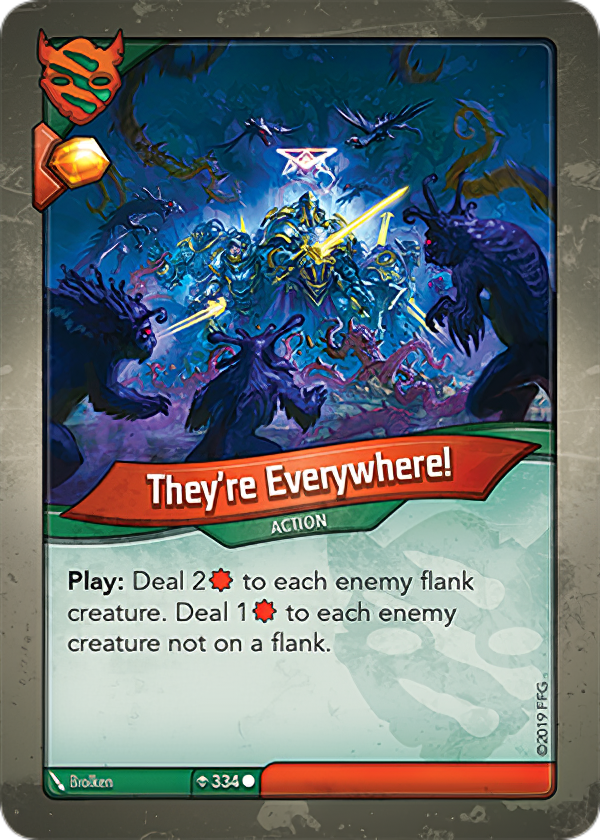 They're Everywhere!
ACTION
Play: Deal 2 to each enemy flank
creature. Deal 1 to each enemy
creature not on a flank.
©2019 FFG
Brolken
334